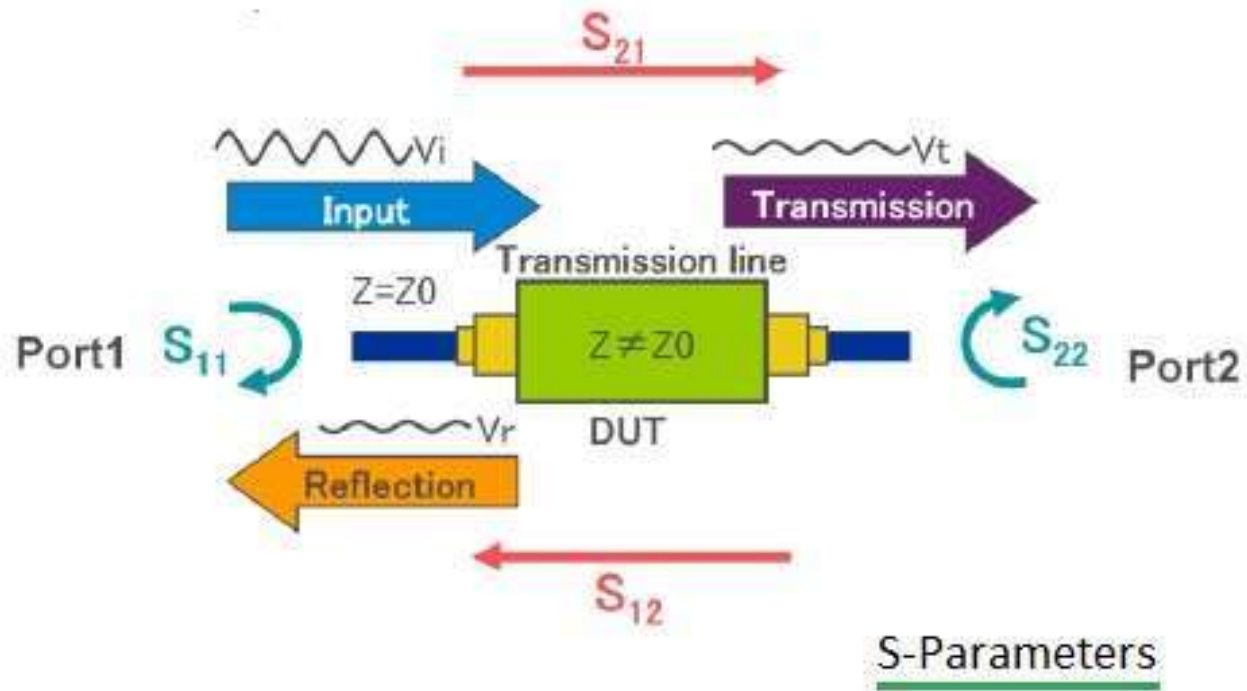 S21
Vi
Vt
Input
Transmission
Transmission line
Z=Z0
Port1
S11
Z≠Z0
S22
Port2
Vr
DUT
Reflection
S12
S-Parameters